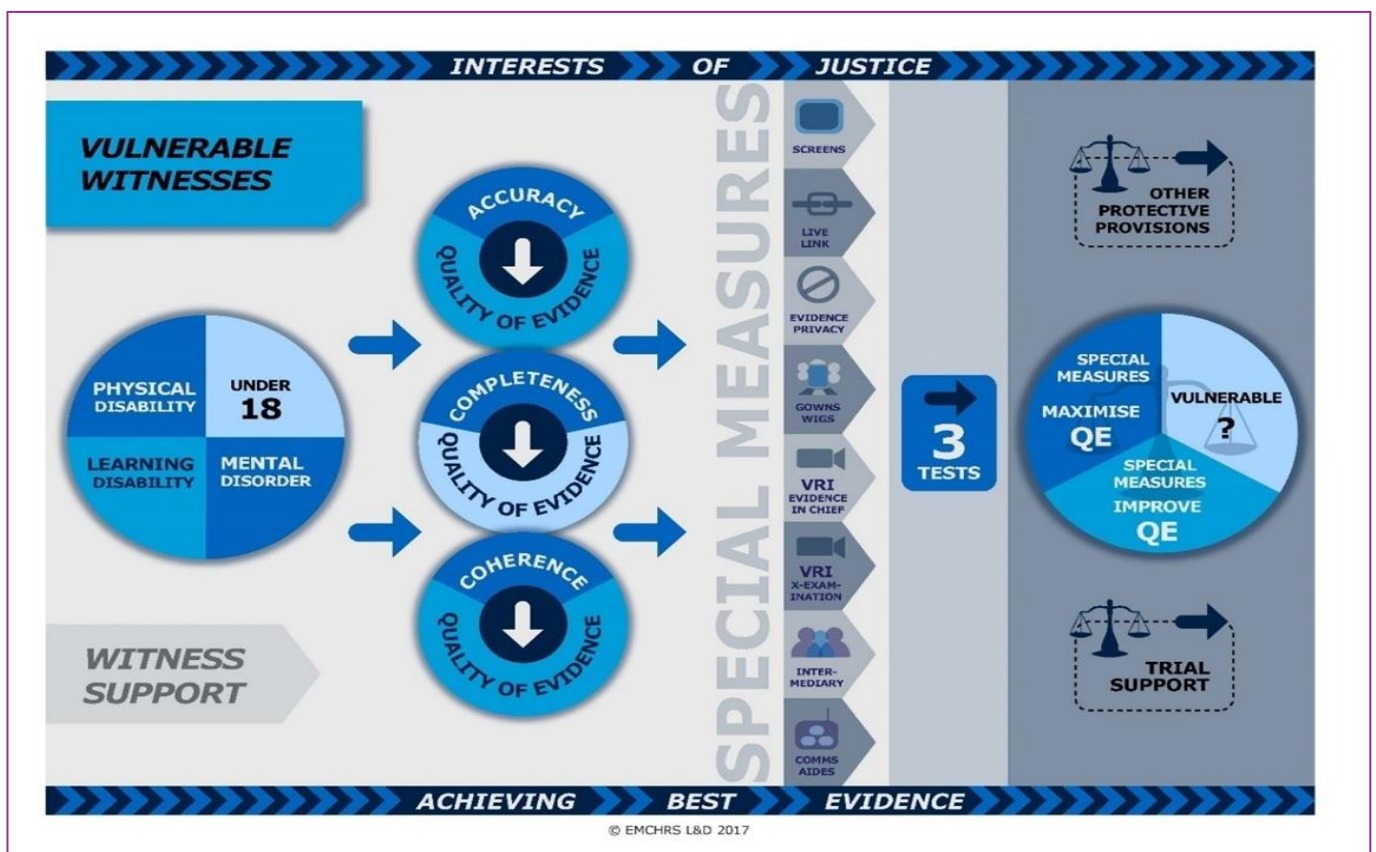 INTERESTS OF JUSTICE
VULNERABLE
WITNESSES
PHYSICAL
DISABILITY
UNDER
18
LEARNING
DISABILITY
MENTAL
DISORDER
WITNESS
SUPPORT
ACCURACY
QUALITY OF EVIDENCE
COMPLETENESS
QUALITY OF EVIDENCE
COHERENCE
QUALITY OF EVIDENCE
SPECIAL MEASURES
SCREENS
LIVE
LINK
EVIDENCE
PRIVACY
GOWNS
WIGS
VRI
EVIDENCE
IN CHIEF
VRI
X-EXAM-
INATION
INTER-
MEDIARY
COMMS
AIDES
3
TESTS
OTHER
PROTECTIVE
PROVISIONS
SPECIAL
MEASURES
MAXIMISE
QE
VULNERABLE
?
SPECIAL
MEASURES
IMPROVE
QE
TRIAL
SUPPORT
ACHIEVING BEST EVIDENCE
© EMCHRS L&D 2017